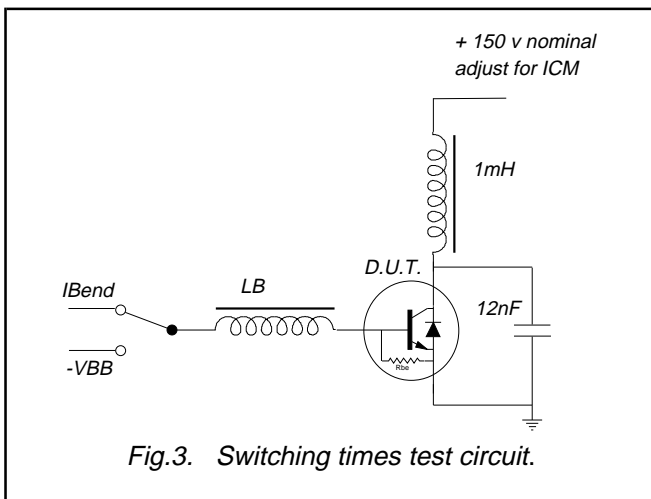 + 150 v nominal
adjust for ICM
1mH
D.U.T.
LB
IBend
12nF
-VBB
Rbe
Fig.3. Switching times test circuit.